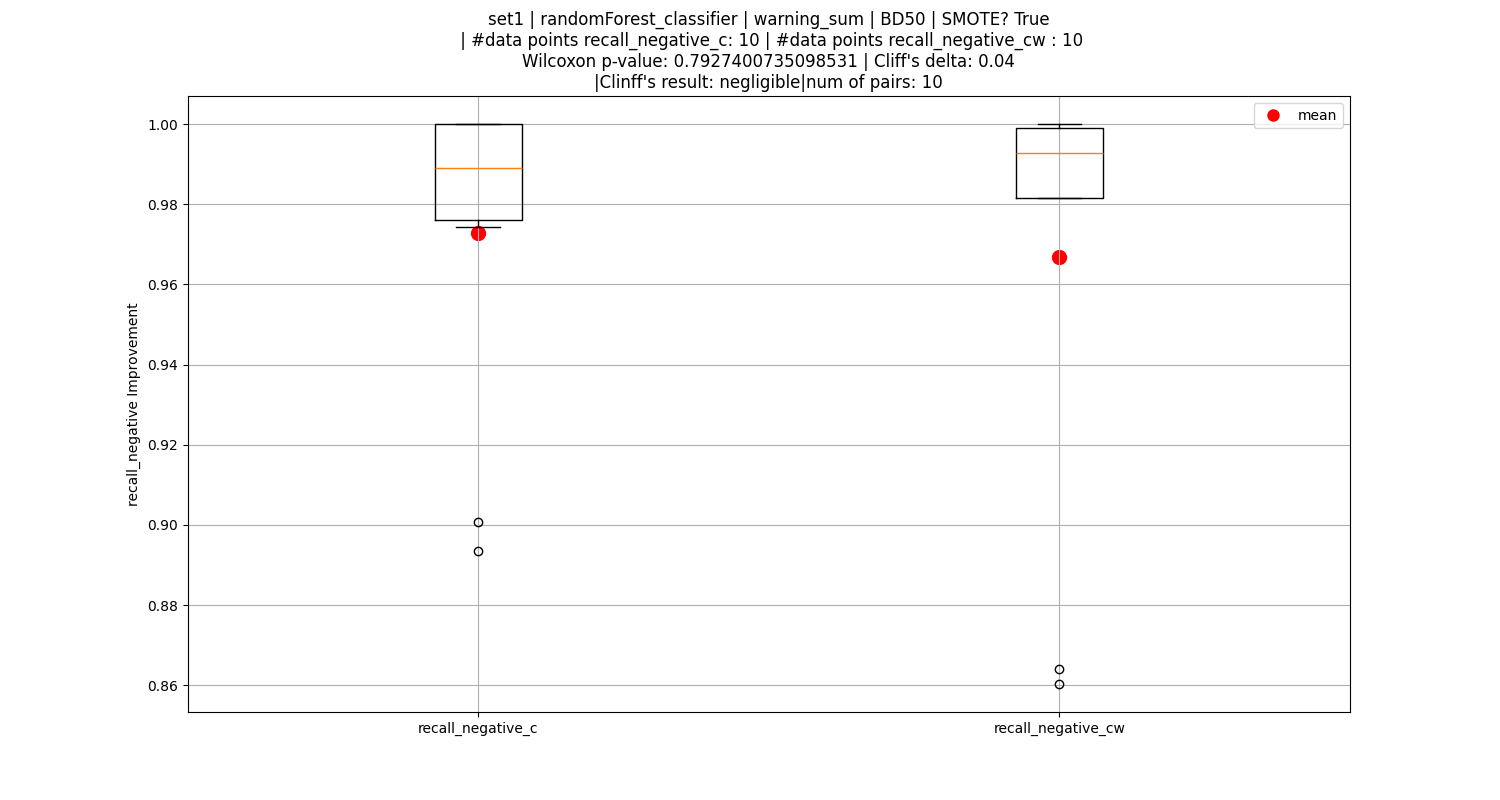 set1 | randomForest_classifier | warning_sum | BD50 | SMOTE? True
| #data points recall_negative_c: 10 | #data points recall_negative_cw : 10
Wilcoxon p-value: 0.7927400735098531 | Cliff's delta: 0.04
|Clinff's result: negligible|num of pairs: 10
mean
1.00
0.98
0.96
0.94
0.92
0.90
0.88
0.86
recall_negative Improvement
recall_negative_c
recall_negative_cw